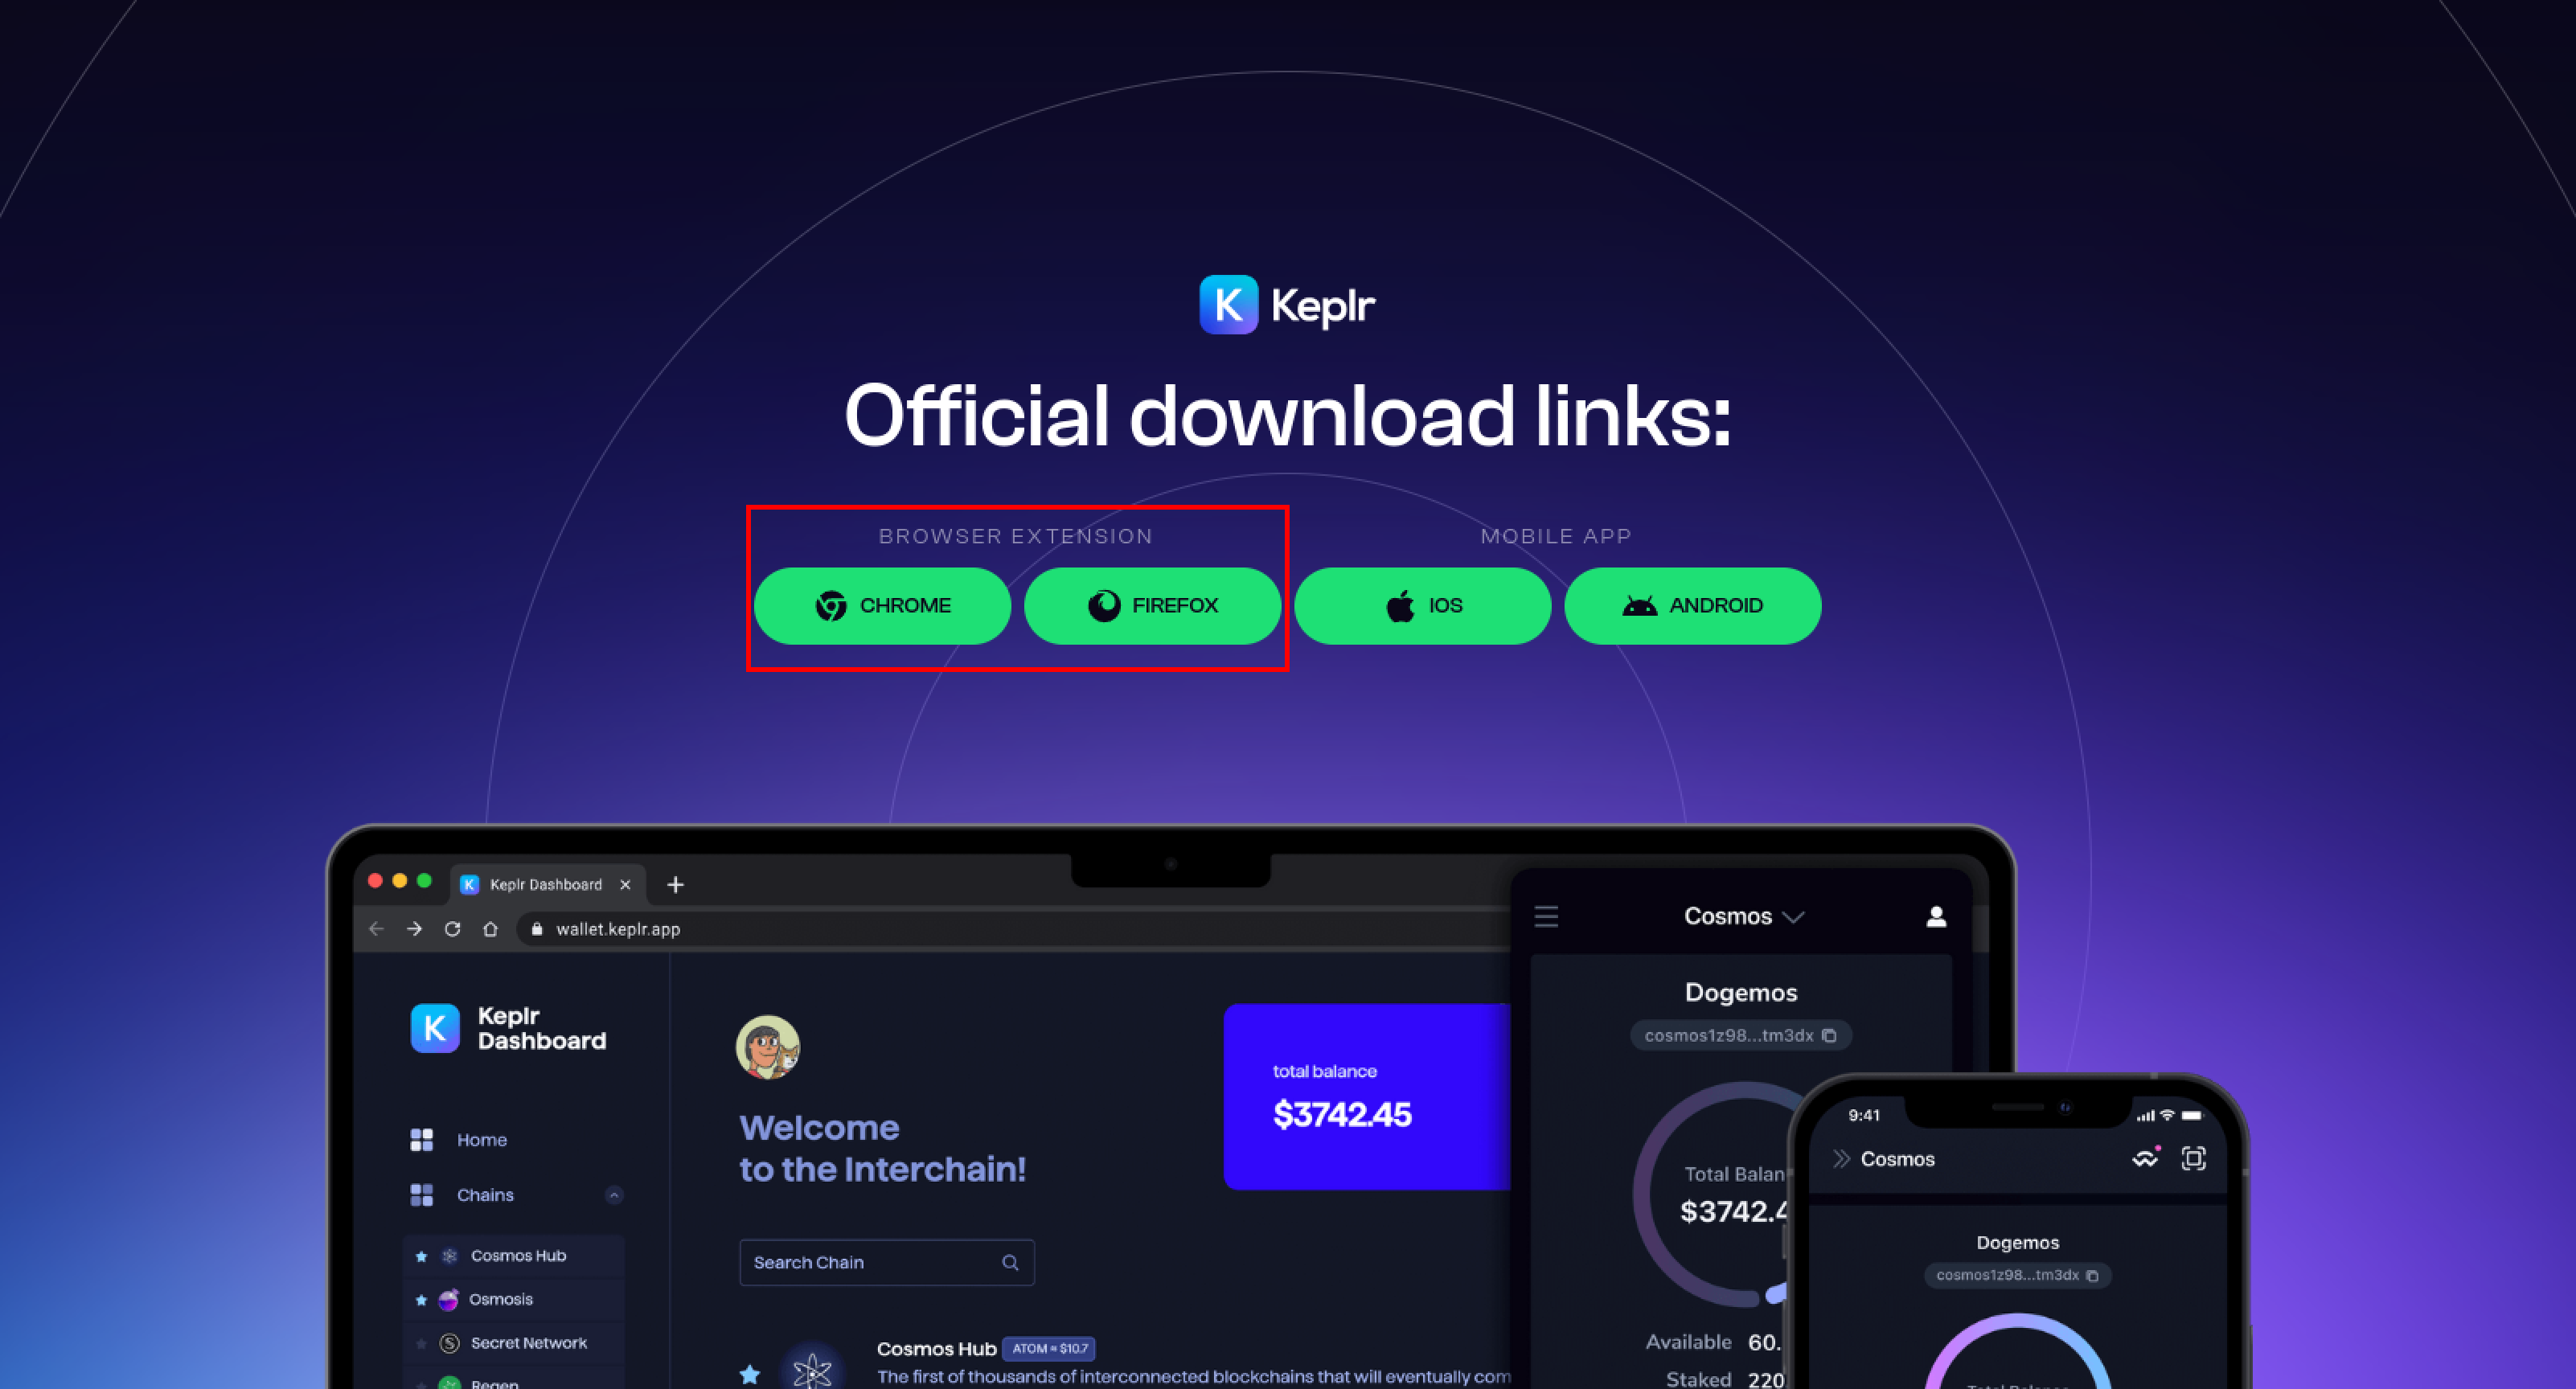 K Keplr
Official download links:
BROWSER EXTENSION
MOBILE APP
CHROME
FIREFOX
IOS
ANDROID
K Keplr Dashboard
wallet.keplr.app
K Keplr
Dashboard
Home
Chains
Cosmos Hub
Osmosis
S Secret Network
Regen
Welcome
to the Interchain!
Search Chain
Cosmos Hub ATOM ≈ $10.7
The first of thousands of interconnected blockchains that will eventually com
total balance
$3742.45
Cosmos
Dogemos
cosmos1z98...tm3dx
Total Balan
$3742.4
Available 60.
Staked 220
9:41
Cosmos
Dogemos
cosmos1z98...tm3dx
Total Balance